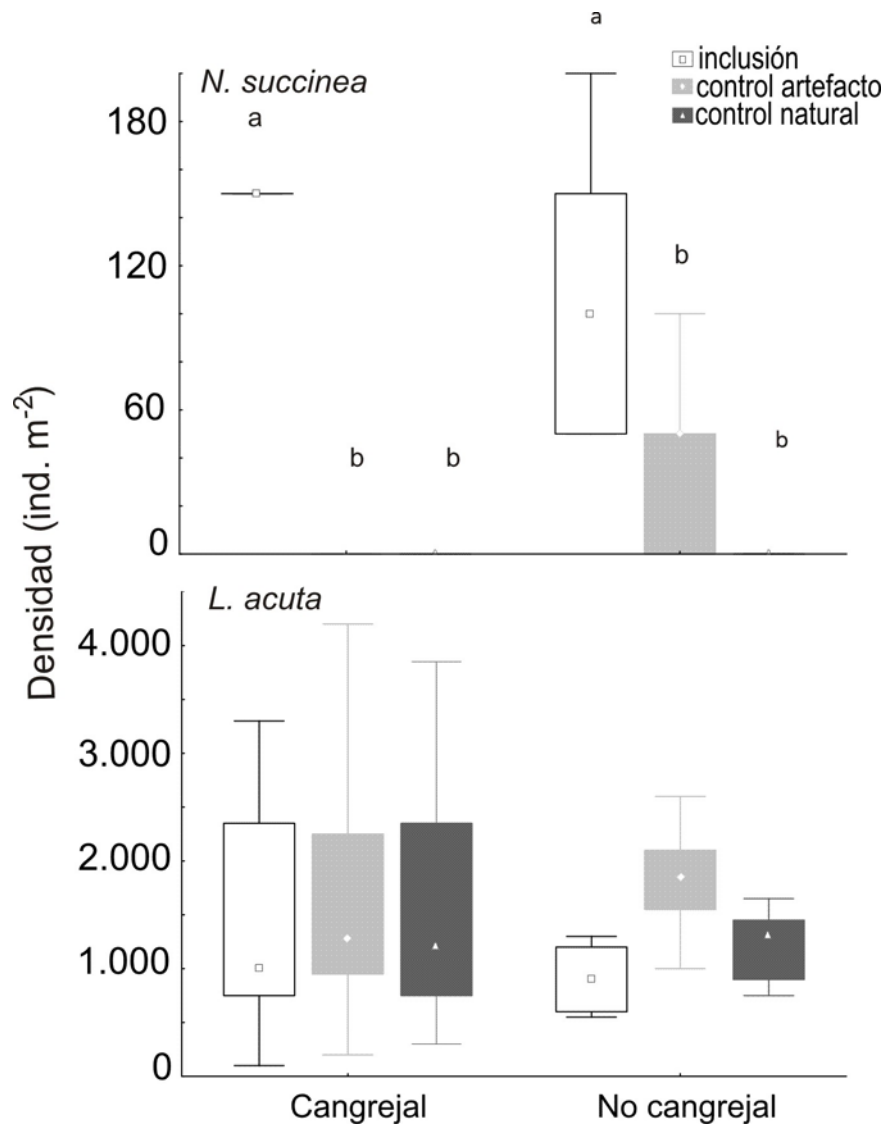 a
inclusión
control artefacto
control natural
N. succinea
180
a
120
b
60
b
b
b
0
Densidad (ind. m⁻²)
L. acuta
4.000
3.000
2.000
1.000
0
Cangrejal
No cangrejal